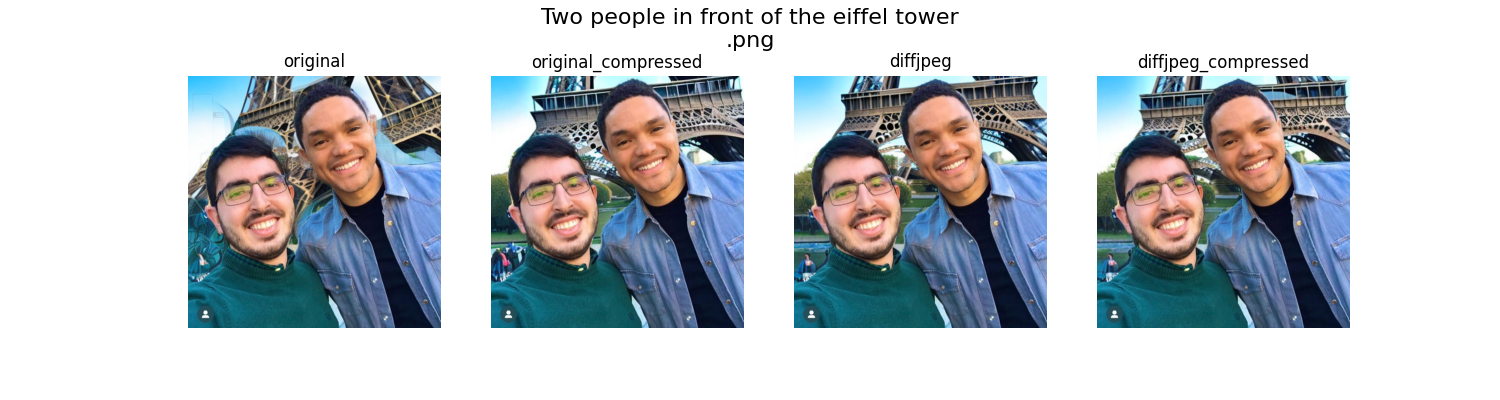 Two people in front of the eiffel tower
.png
original
original_compressed
diffjpeg
diffjpeg_compressed